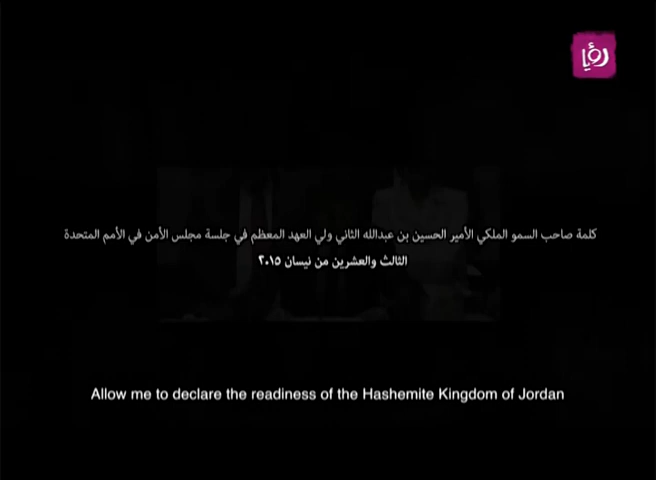 رؤيا
كلمة صاحب السمو الملكي الأمير الحسين بن عبدالله الثاني ولي العهد المعظم في جلسة مجلس الأمن في الأمم المتحدة
الثالث والعشرين من نيسان ٢٠١٥
Allow me to declare the readiness of the Hashemite Kingdom of Jordan